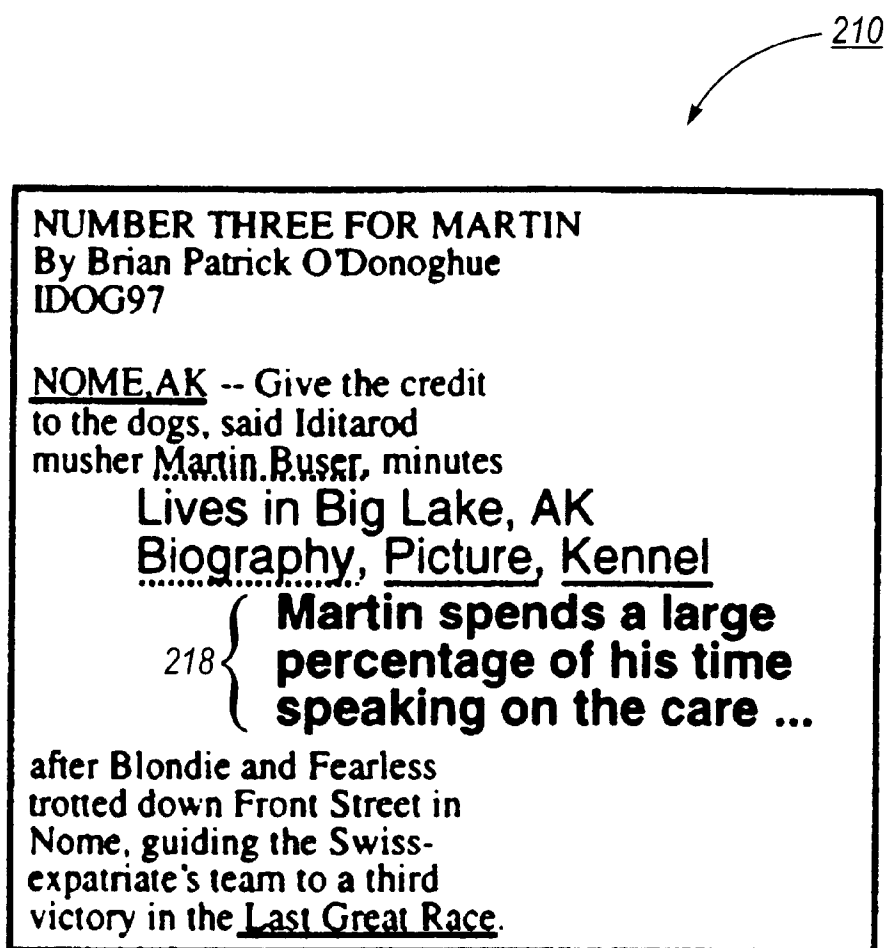 210
NUMBER THREE FOR MARTIN
By Brian Patrick O'Donoghue
IDOG97
NOME,AK -- Give the credit
to the dogs, said Iditarod
musher Martin Buser, minutes
Lives in Big Lake, AK
Biography, Picture, Kennel
218
Martin spends a large
percentage of his time
speaking on the care ...
after Blondie and Fearless
trotted down Front Street in
Nome, guiding the Swiss-
expatriate's team to a third
victory in the Last Great Race.